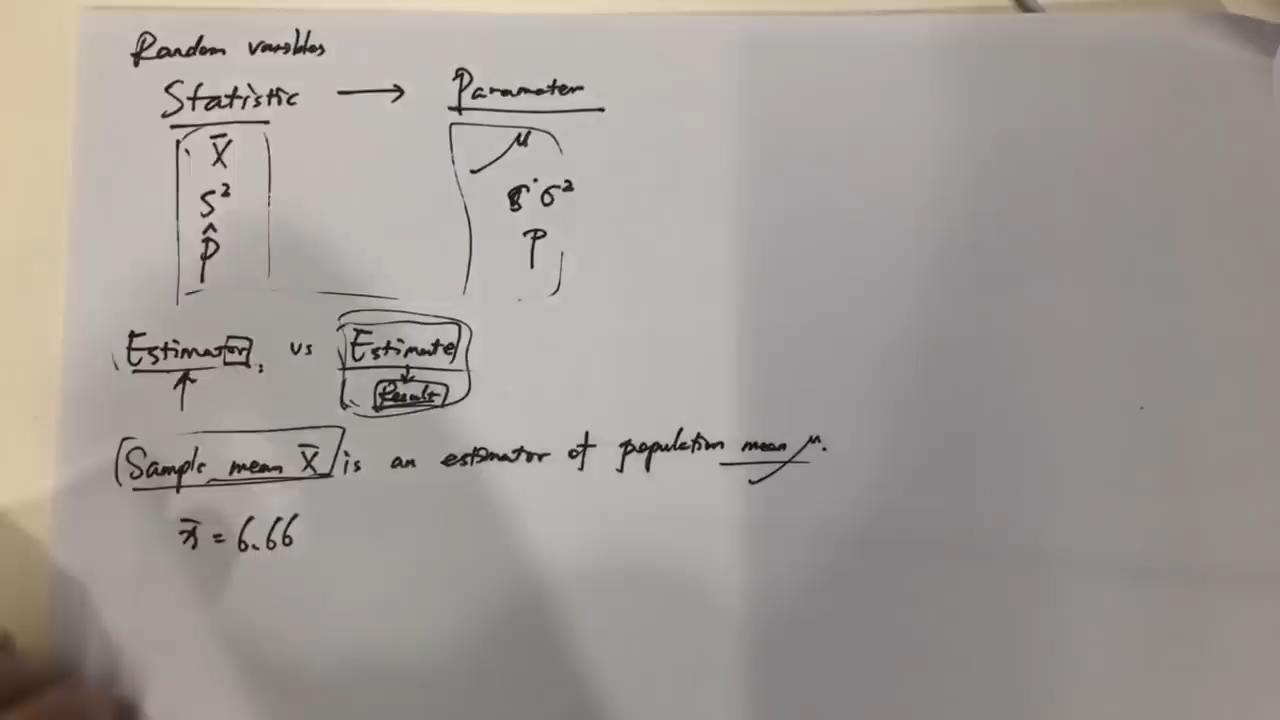 Random variables
Statistic → Parameter
X̄ μ
S² σ²
p̂ p
Estimator, vs Estimate
↓
Result
Sample mean X̄ is an estimator of population mean μ.
x̄ = 6.66